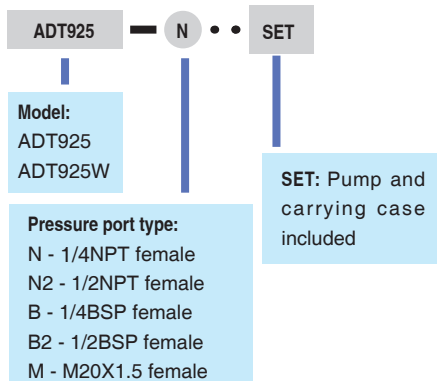 ADT925 — N • • SET
Model:
ADT925
ADT925W
SET: Pump and
carrying case
included
Pressure port type:
N - 1/4NPT female
N2 - 1/2NPT female
B - 1/4BSP female
B2 - 1/2BSP female
M - M20X1.5 female